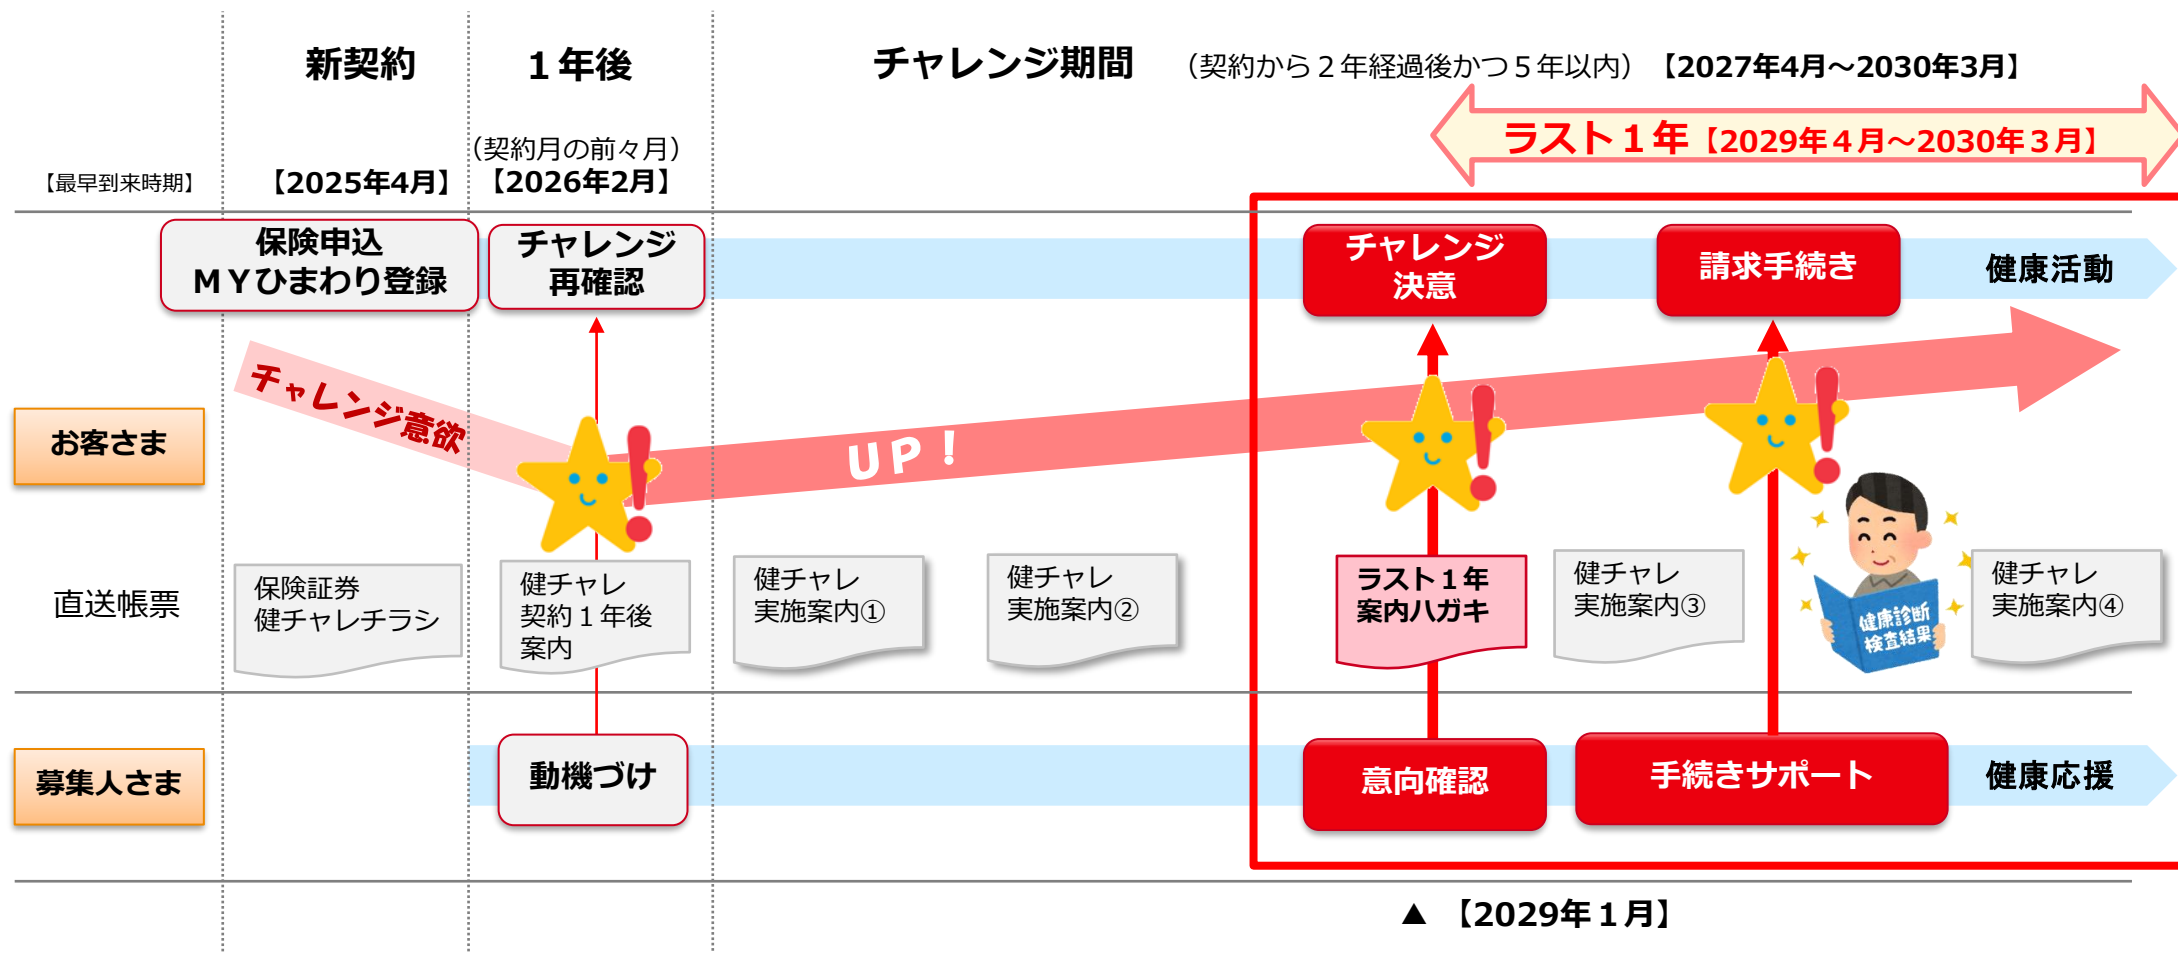 新契約
１年後
チャレンジ期間
（契約から２年経過後かつ５年以内）
【2027年4月～2030年3月】
ラスト１年【2029年４月～2030年３月】
【最早到来時期】
【2025年4月】
（契約月の前々月）
【2026年2月】
保険申込
ＭＹひまわり登録
チャレンジ
再確認
チャレンジ
決意
請求手続き
健康活動
お客さま
チャレンジ意欲
UP！
直送帳票
保険証券
健チャレチラシ
健チャレ
契約１年後
案内
健チャレ
実施案内①
健チャレ
実施案内②
ラスト１年
案内ハガキ
健チャレ
実施案内③
健康診断
検査結果
健チャレ
実施案内④
募集人さま
動機づけ
意向確認
手続きサポート
健康応援
▲ 【2029年１月】